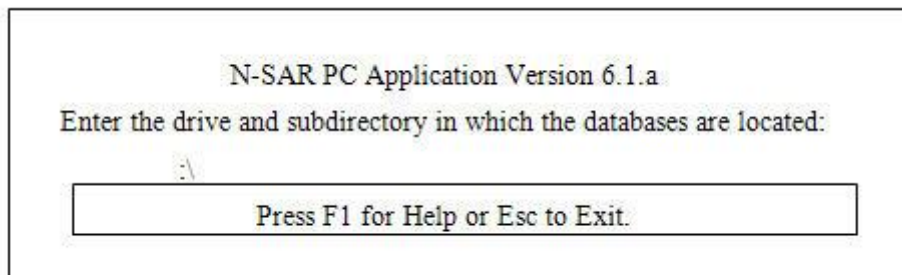 N-SAR PC Application Version 6.1.a
Enter the drive and subdirectory in which the databases are located:
:\
Press F1 for Help or Esc to Exit.